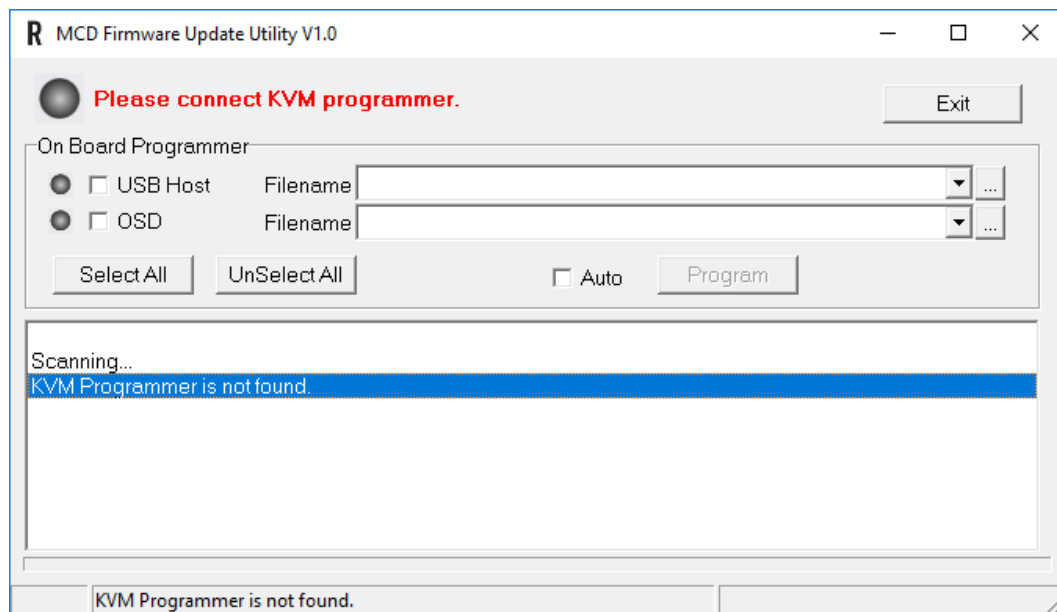 R MCD Firmware Update Utility V1.0
Please connect KVM programmer.
Exit
On Board Programmer
USB Host Filename ...
OSD Filename ...
Select All UnSelect All Auto Program
Scanning...
KVM Programmer is not found.
KVM Programmer is not found.